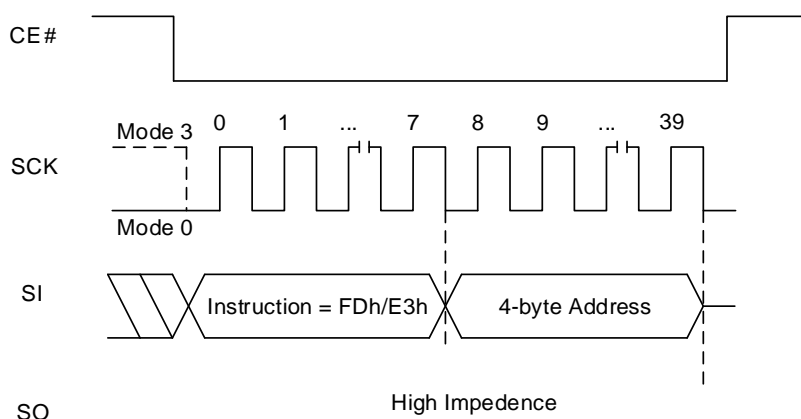 CE#
0 1 ... 7 8 9 ... 39
Mode 3
SCK
Mode 0
SI
Instruction = FDh/E3h
4-byte Address
High Impedence
SO